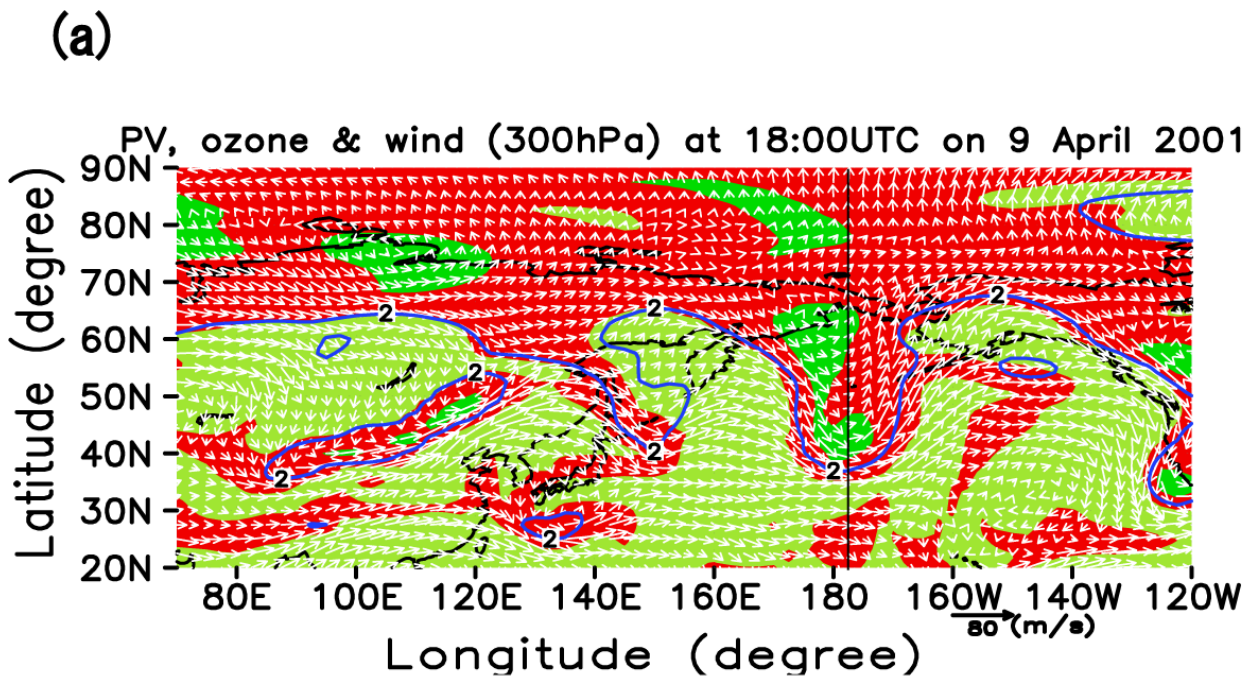 (a)
PV, ozone & wind (300hPa) at 18:00UTC on 9 April 2001
90N
80N
70N
60N
50N
40N
30N
20N
Latitude (degree)
2
2
2
2
2
2
2
2
80E 100E 120E 140E 160E 180 160W 140W 120W
80 (m/s)
Longitude (degree)